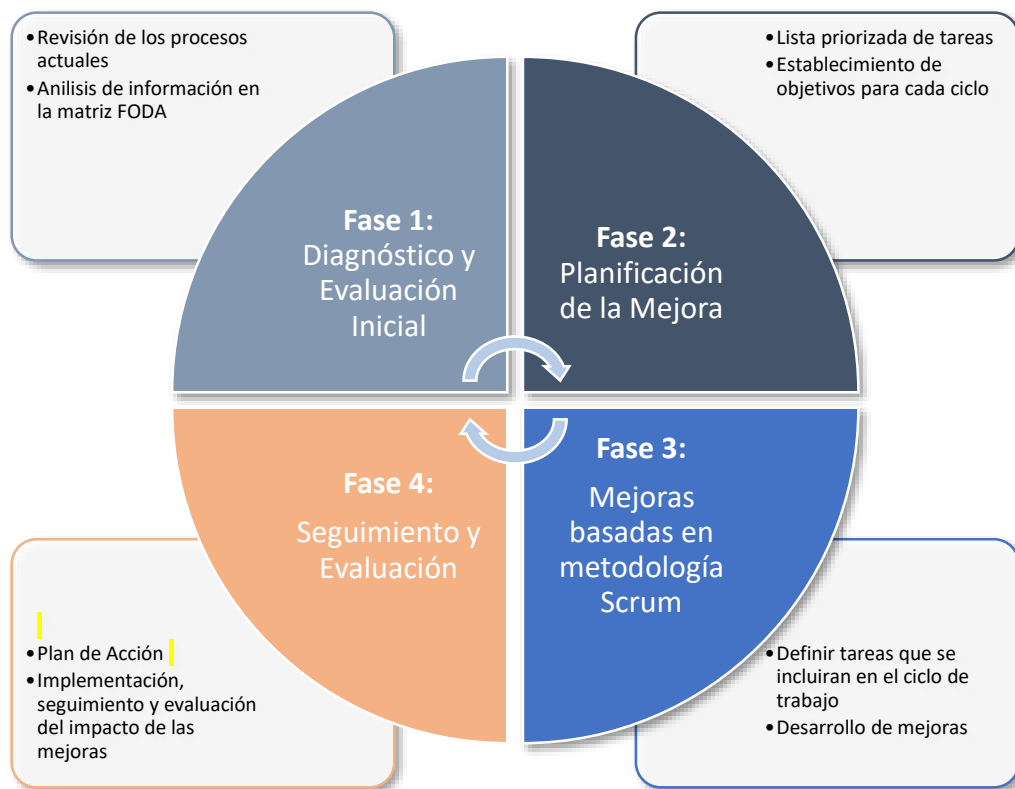 •Revisión de los procesos
actuales
•Anilisis de información en
la matriz FODA
•Lista priorizada de tareas
•Establecimiento de
objetivos para cada ciclo
Fase 1:
Diagnóstico y
Evaluación
Inicial
Fase 2:
Planificación
de la Mejora
Fase 4:
Seguimiento y
Evaluación
Fase 3:
Mejoras
basadas en
metodología
Scrum
•Plan de Acción
•Implementación,
seguimiento y evaluación
del impacto de las
mejoras
•Definir tareas que se
incluiran en el ciclo de
trabajo
•Desarrollo de mejoras